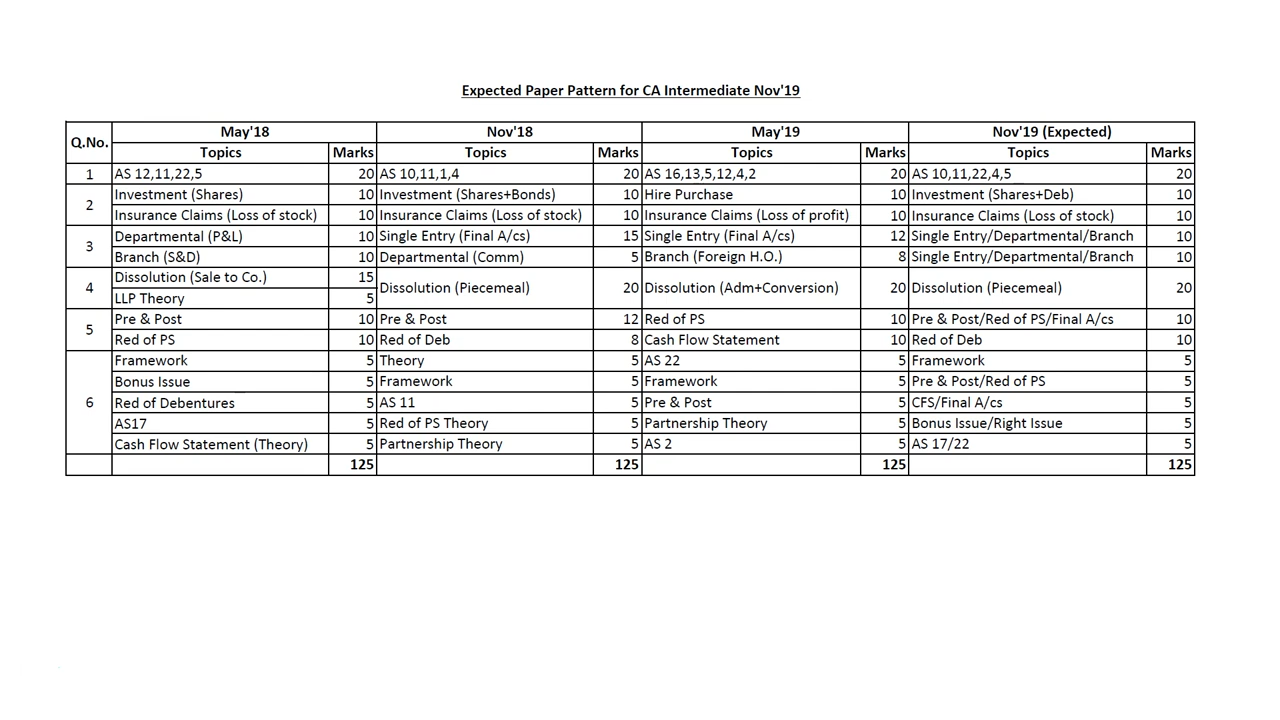 Expected Paper Pattern for CA Intermediate Nov'19
Q.No. May'18 Nov'18 May'19 Nov'19 (Expected)
Topics Marks Topics Marks Topics Marks Topics Marks
1 AS 12,11,22,5 20 AS 10,11,1,4 20 AS 16,13,5,12,4,2 20 AS 10,11,22,4,5 20
2 Investment (Shares) 10 Investment (Shares+Bonds) 10 Hire Purchase 10 Investment (Shares+Deb) 10
Insurance Claims (Loss of stock) 10 Insurance Claims (Loss of stock) 10 Insurance Claims (Loss of profit) 10 Insurance Claims (Loss of stock) 10
3 Departmental (P&L) 10 Single Entry (Final A/cs) 15 Single Entry (Final A/cs) 12 Single Entry/Departmental/Branch 10
Branch (S&D) 10 Departmental (Comm) 5 Branch (Foreign H.O.) 8 Single Entry/Departmental/Branch 10
4 Dissolution (Sale to Co.) 15 Dissolution (Piecemeal) 20 Dissolution (Adm+Conversion) 20 Dissolution (Piecemeal) 20
LLP Theory 5
5 Pre & Post 10 Pre & Post 12 Red of PS 10 Pre & Post/Red of PS/Final A/cs 10
Red of PS 10 Red of Deb 8 Cash Flow Statement 10 Red of Deb 10
6 Framework 5 Theory 5 AS 22 5 Framework 5
Bonus Issue 5 Framework 5 Framework 5 Pre & Post/Red of PS 5
Red of Debentures 5 AS 11 5 Pre & Post 5 CFS/Final A/cs 5
AS17 5 Red of PS Theory 5 Partnership Theory 5 Bonus Issue/Right Issue 5
Cash Flow Statement (Theory) 5 Partnership Theory 5 AS 2 5 AS 17/22 5
125 125 125 125